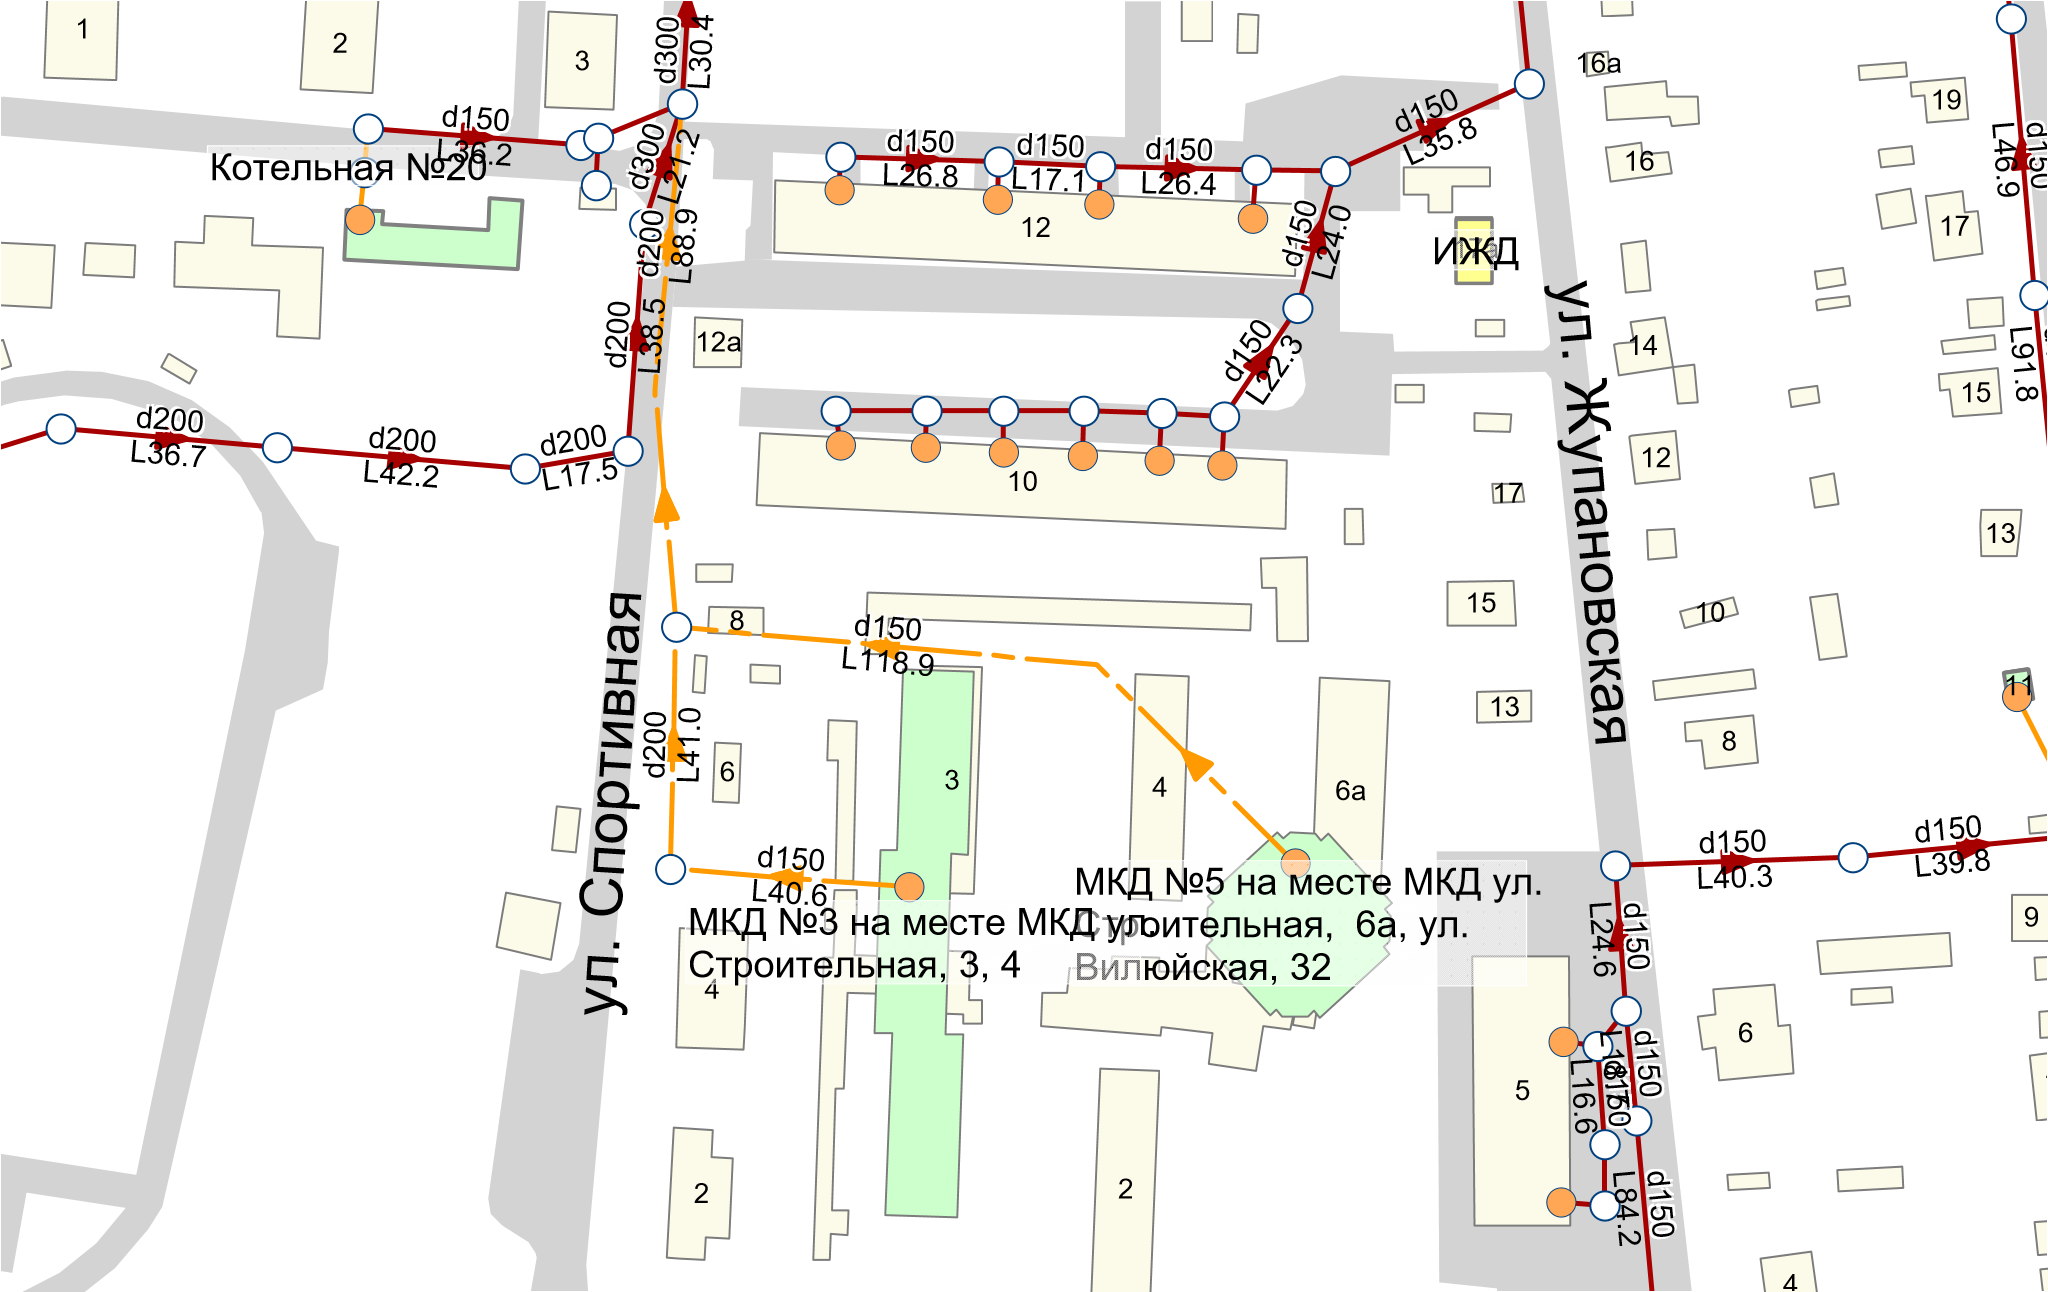 1
2
3
d300
L30.4
16а
19
d150
L36.2
Котельная №20
d300
L21.2
d150
L26.8
d150
L17.1
d150
L26.4
d150
L35.8
16
12
d200
L88.9
d150
L24.0
ИЖД
17
L46.9
d150
d200
L38.5
12а
d150
L22.3
14
15
L91.8
d200
L36.7
d200
L42.2
d200
L17.5
10
12
17
13
ул. Жупановская
ул. Спортивная
8
d150
L118.9
15
10
13
8
11
d200
L41.0
6
3
4
6а
d150
L40.6
d150
L40.3
d150
L39.8
МКД №5 на месте МКД ул.
Строительная, 6а, ул.
Вилюйская, 32
МКД №3 на месте МКД ул.
Строительная, 3, 4
4
L24.6
d150
9
6
5
L16.6
d150
d150
2
2
L84.2
d150
4